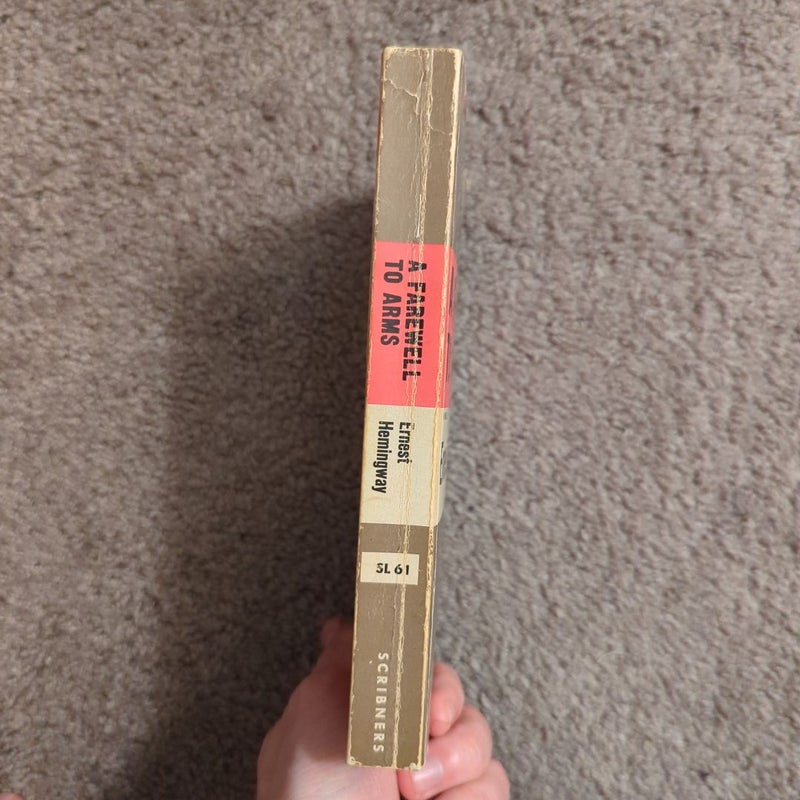 A FAREWELL
TO ARMS
Ernest
Hemingway
SL 61
SCRIBNERS